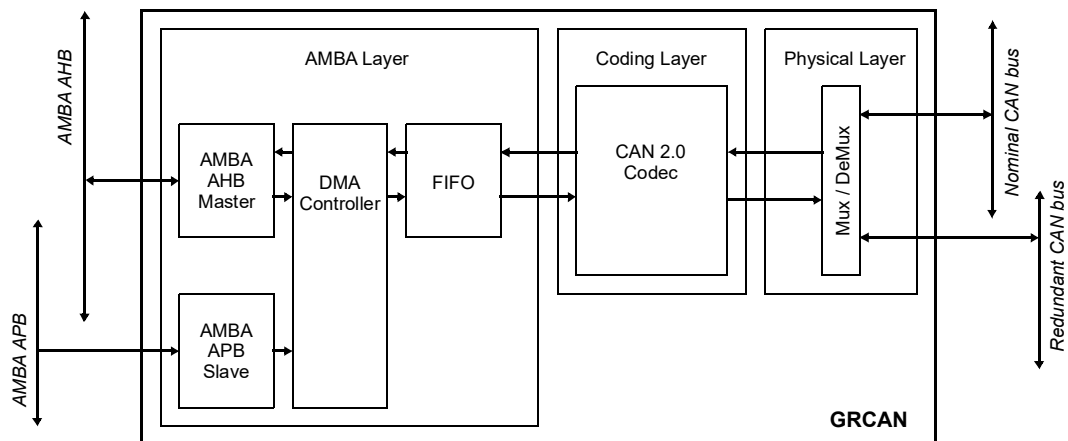 AMBA Layer
Coding Layer
Physical Layer
AMBA AHB
Nominal CAN bus
AMBA
AHB
Master
DMA
Controller
FIFO
CAN 2.0
Codec
Mux / DeMux
AMBA APB
AMBA
APB
Slave
Redundant CAN bus
GRCAN